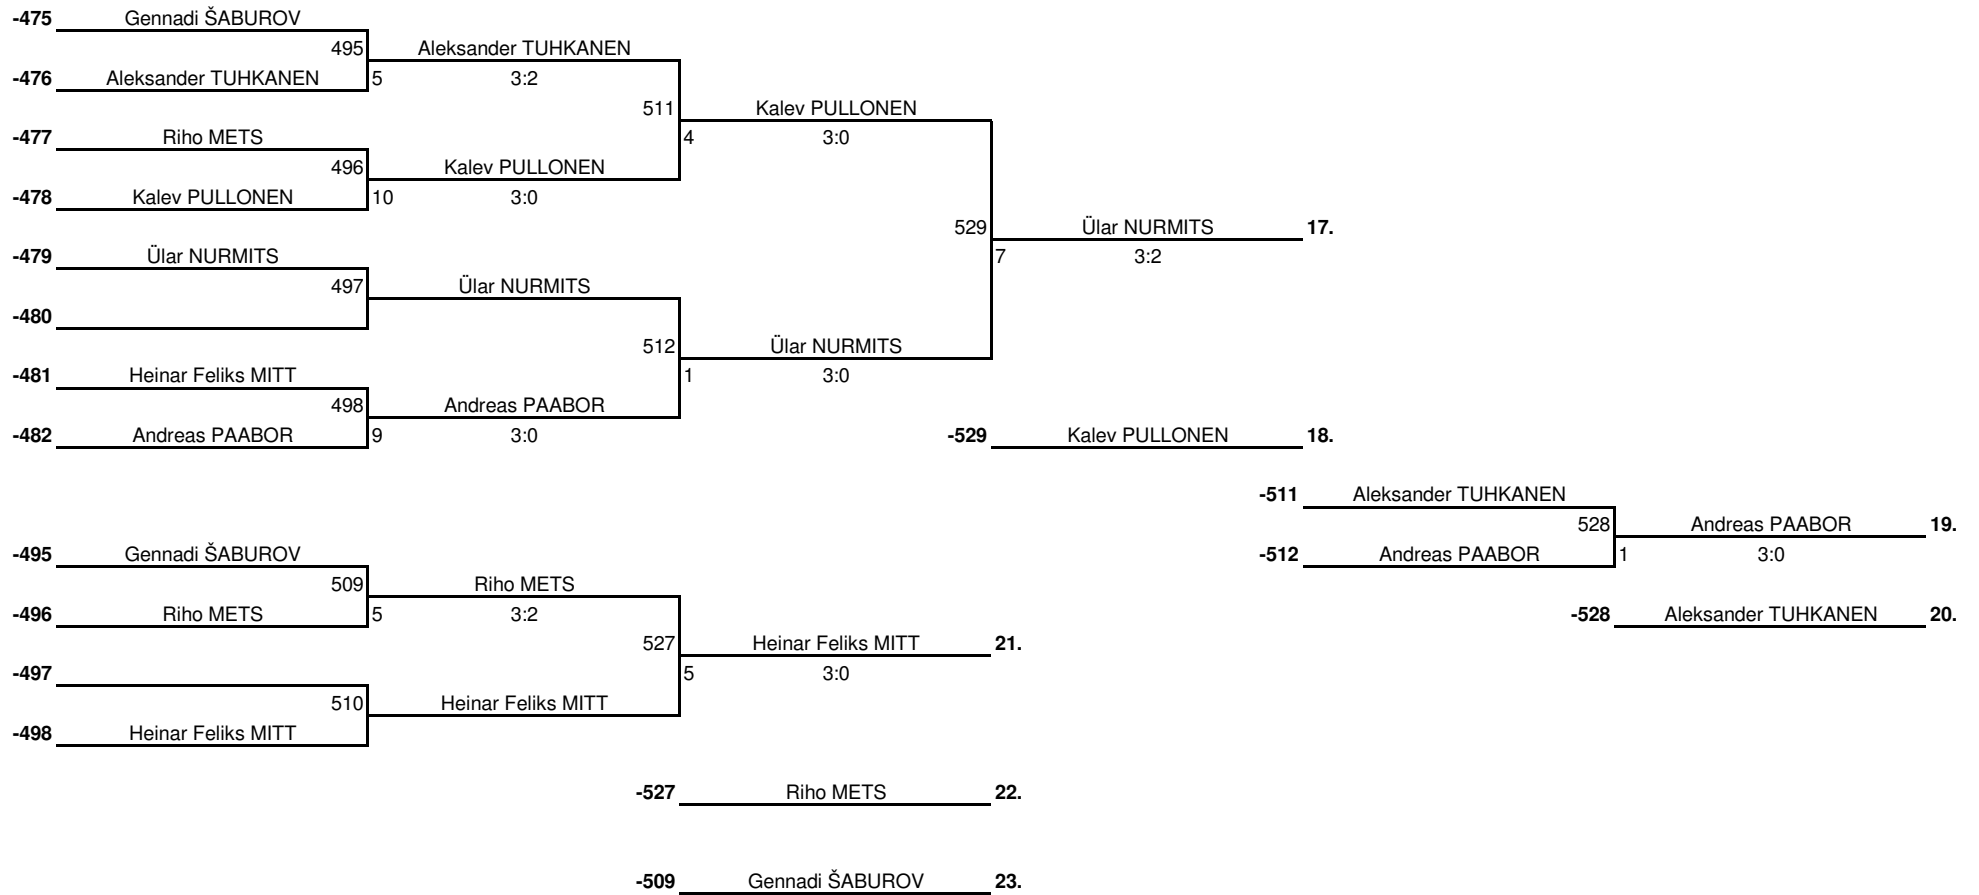 -475 Gennadi ŠABUROV
495 Aleksander TUHKANEN
-476 Aleksander TUHKANEN 5 3:2
511 Kalev PULLONEN
-477 Riho METS 4 3:0
496 Kalev PULLONEN
-478 Kalev PULLONEN 10 3:0
529 Ülar NURMITS 17.
-479 Ülar NURMITS 7 3:2
497 Ülar NURMITS
-480
512 Ülar NURMITS
-481 Heinar Feliks MITT 1 3:0
498 Andreas PAABOR
-482 Andreas PAABOR 9 3:0 -529 Kalev PULLONEN 18.
-511 Aleksander TUHKANEN
528 Andreas PAABOR 19.
-495 Gennadi ŠABUROV -512 Andreas PAABOR 1 3:0
509 Riho METS
-496 Riho METS 5 3:2 -528 Aleksander TUHKANEN 20.
527 Heinar Feliks MITT 21.
-497 5 3:0
510 Heinar Feliks MITT
-498 Heinar Feliks MITT
-527 Riho METS 22.
-509 Gennadi ŠABUROV 23.